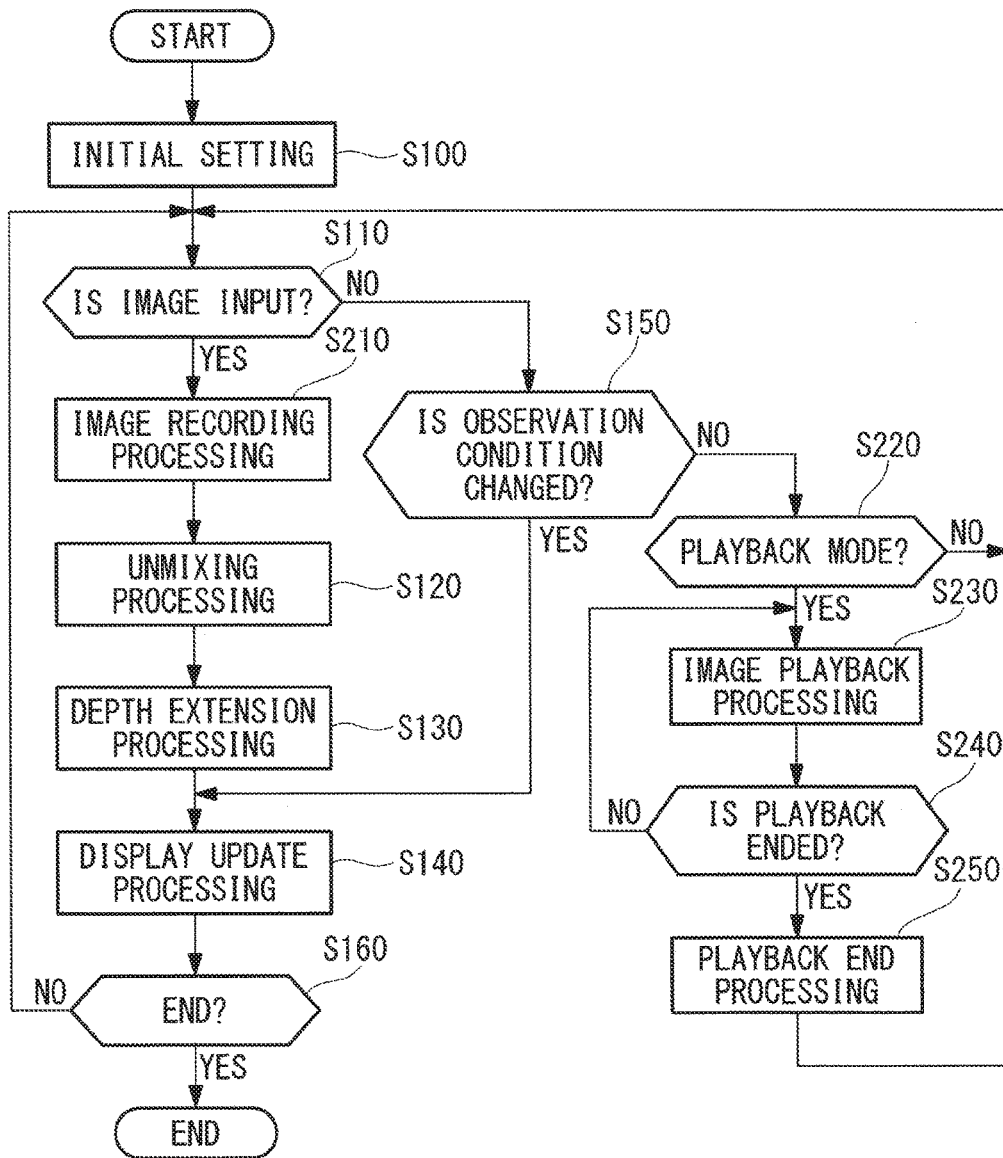 START
INITIAL SETTING
S100
S110
IS IMAGE INPUT?
NO
YES
S210
IMAGE RECORDING
PROCESSING
UNMIXING
PROCESSING
S120
DEPTH EXTENSION
PROCESSING
S130
DISPLAY UPDATE
PROCESSING
S140
S160
END?
NO
YES
END
S150
IS OBSERVATION
CONDITION
CHANGED?
NO
YES
S220
PLAYBACK MODE?
NO
YES
S230
IMAGE PLAYBACK
PROCESSING
S240
IS PLAYBACK
ENDED?
NO
YES
S250
PLAYBACK END
PROCESSING